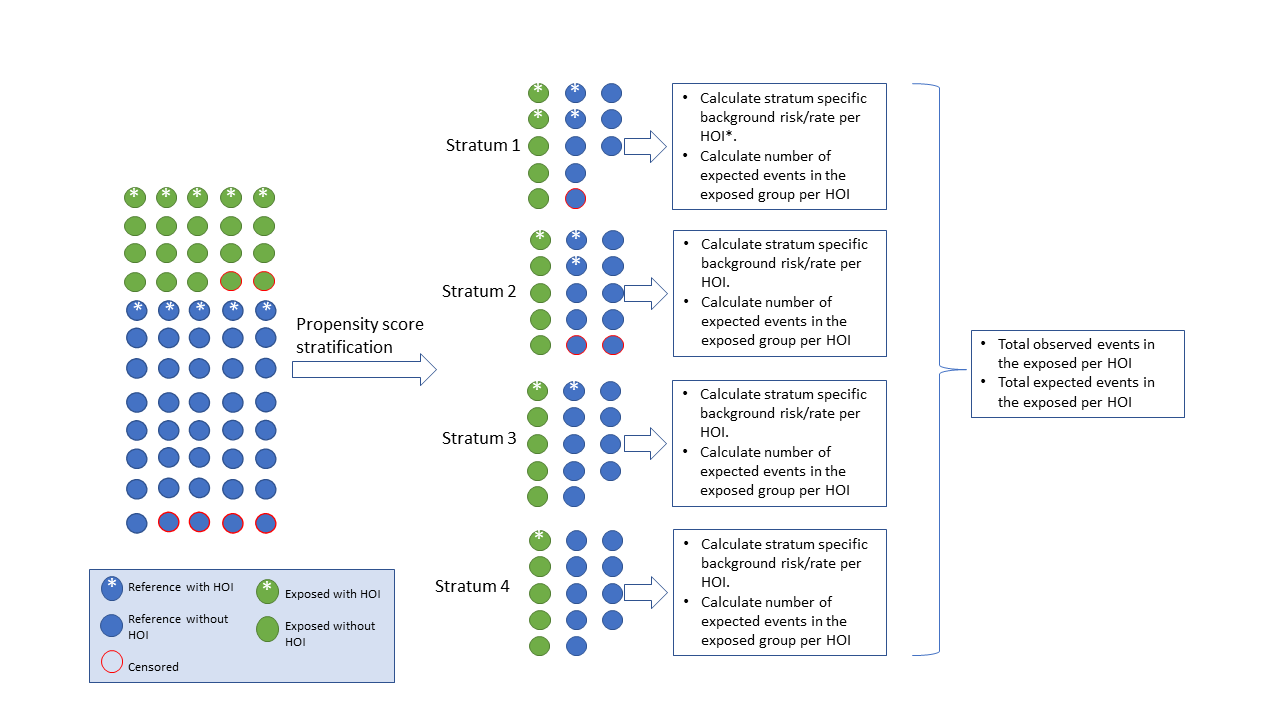 Propensity score
stratification
* Reference with HOI
Reference without
HOI
Censored
* Exposed with HOI
Exposed without
HOI
Stratum 1
• Calculate stratum specific
background risk/rate per
HOI*.
• Calculate number of
expected events in the
exposed group per HOI
Stratum 2
• Calculate stratum specific
background risk/rate per
HOI.
• Calculate number of
expected events in the
exposed group per HOI
Stratum 3
• Calculate stratum specific
background risk/rate per
HOI.
• Calculate number of
expected events in the
exposed group per HOI
Stratum 4
• Calculate stratum specific
background risk/rate per
HOI.
• Calculate number of
expected events in the
exposed group per HOI
• Total observed events in
the exposed per HOI
• Total expected events in
the exposed per HOI